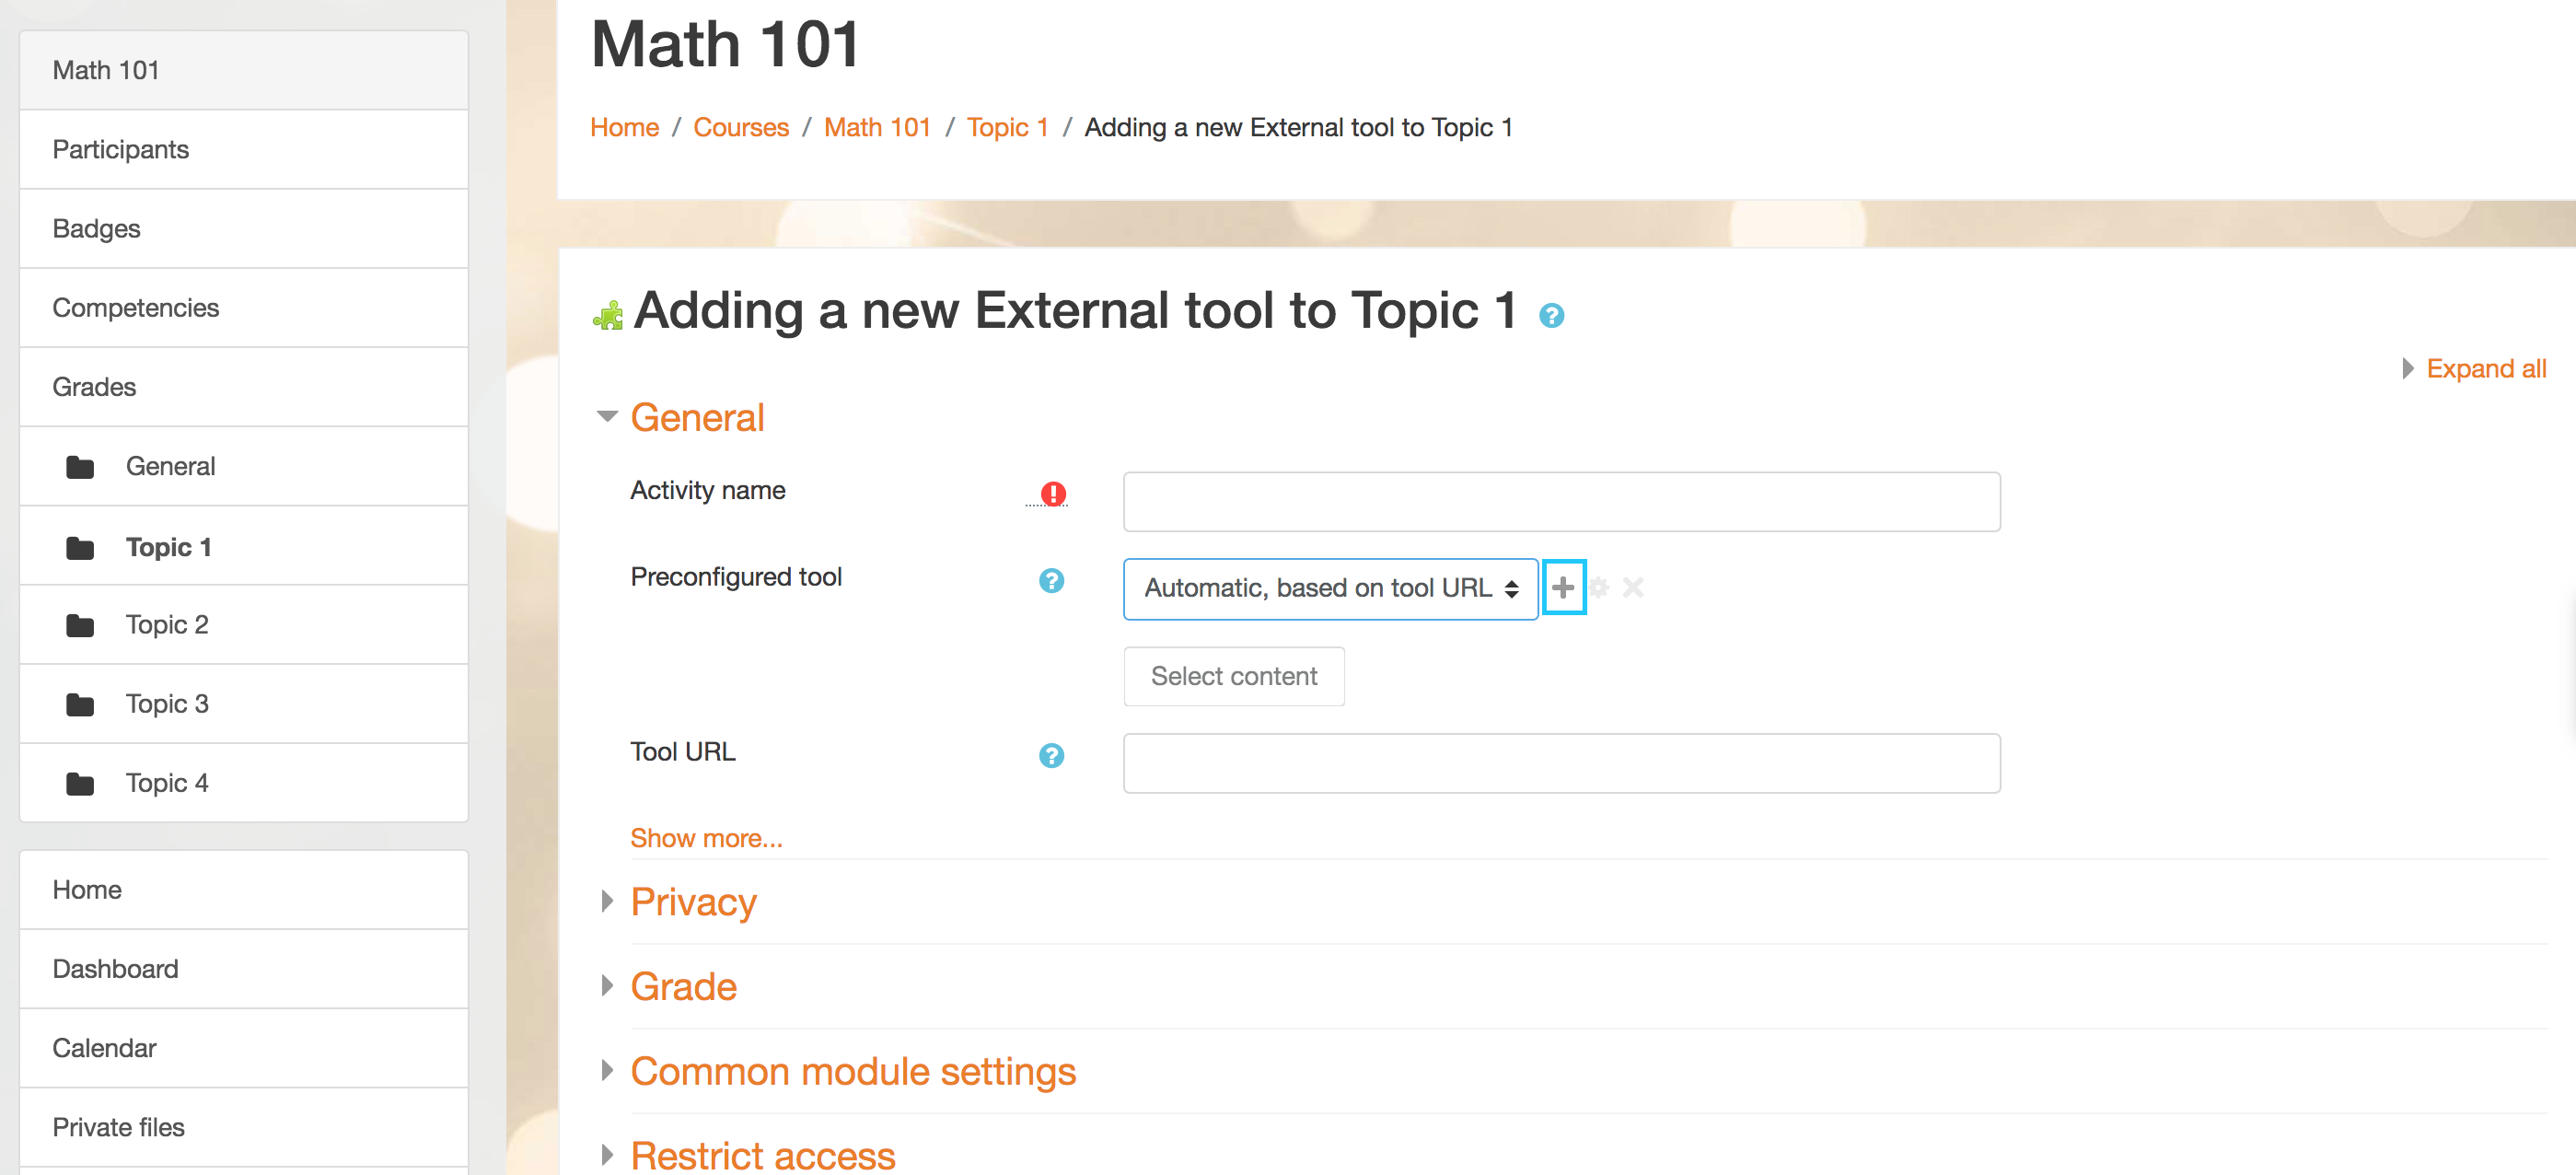 Math 101
Participants
Badges
Competencies
Grades
General
Topic 1
Topic 2
Topic 3
Topic 4
Home
Dashboard
Calendar
Private files
Math 101
Home / Courses / Math 101 / Topic 1 / Adding a new External tool to Topic 1
Adding a new External tool to Topic 1 ?
Expand all
General
Activity name !
Preconfigured tool ? Automatic, based on tool URL
Select content
Tool URL ?
Show more...
Privacy
Grade
Common module settings
Restrict access